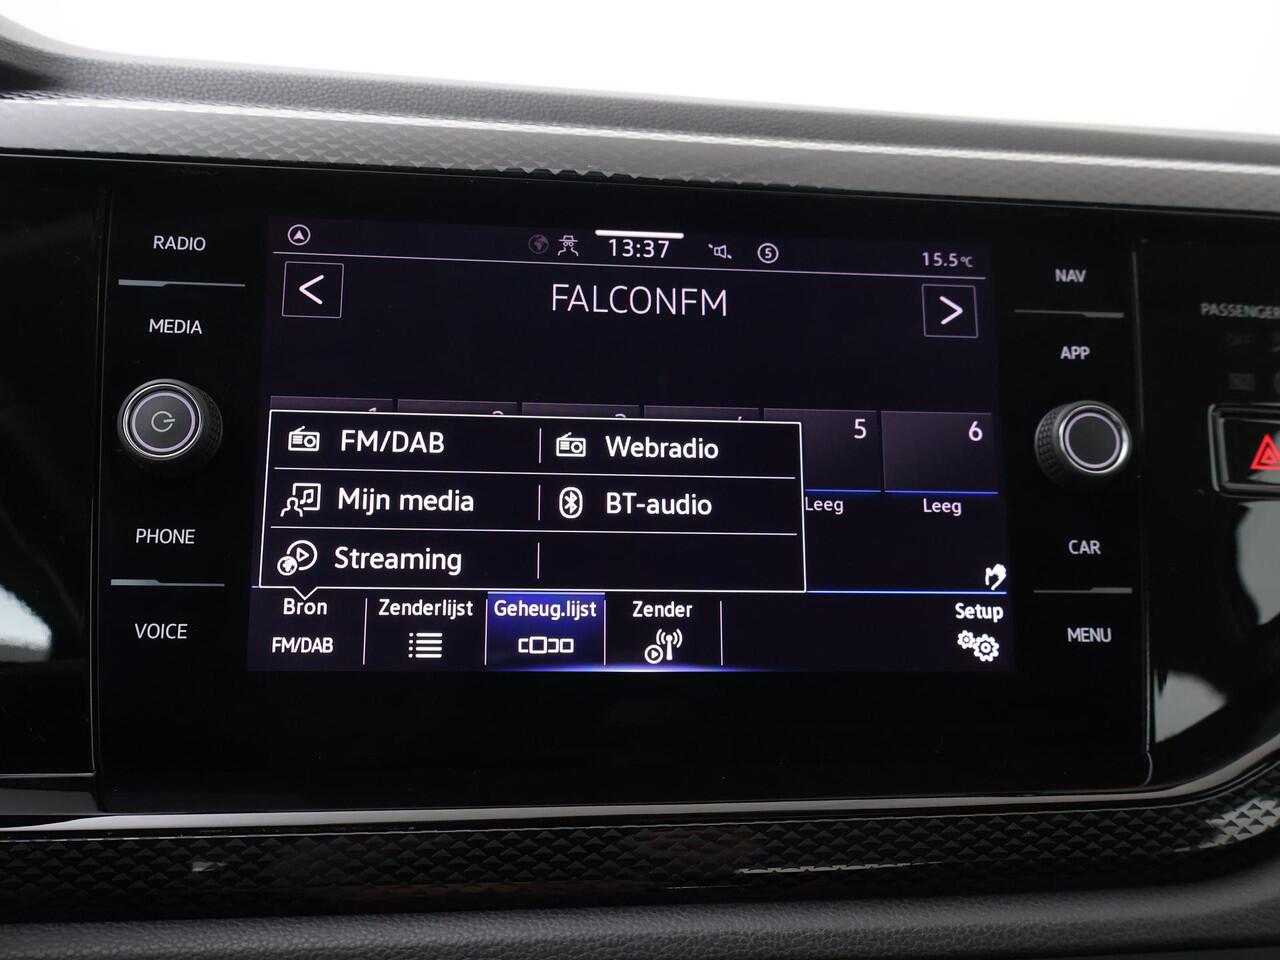 RADIO
MEDIA
PHONE
VOICE
13:37
5
15.5°C
<
FALCONFM
>
5
6
FM/DAB
Webradio
Mijn media
BT-audio
Streaming
Leeg
Leeg
Bron
FM/DAB
Zenderlijst
Geheug.lijst
Zender
Setup
NAV
APP
CAR
MENU
PASSENGER